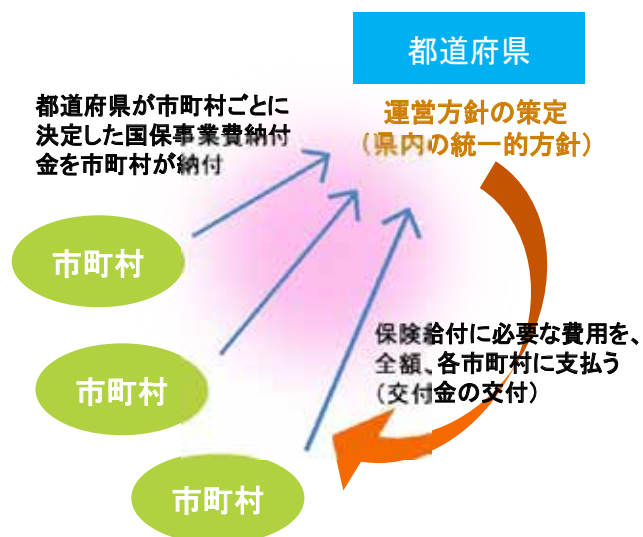 都道府県
都道府県が市町村ごとに
決定した国保事業費納付
金を市町村が納付
運営方針の策定
（県内の統一的方針）
市町村
保険給付に必要な費用を、
全額、各市町村に支払う
（交付金の交付）
市町村
市町村